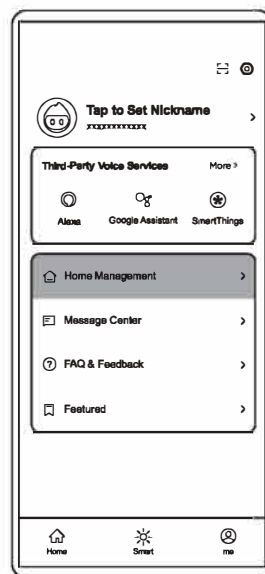 Tap to Set Nickname
xxxxxxxxxxx
Third-Party Voice Services More >
Alexa Google Assistant SmartThings
Home Management >
Message Center >
FAQ & Feedback >
Featured >
Home Smart me